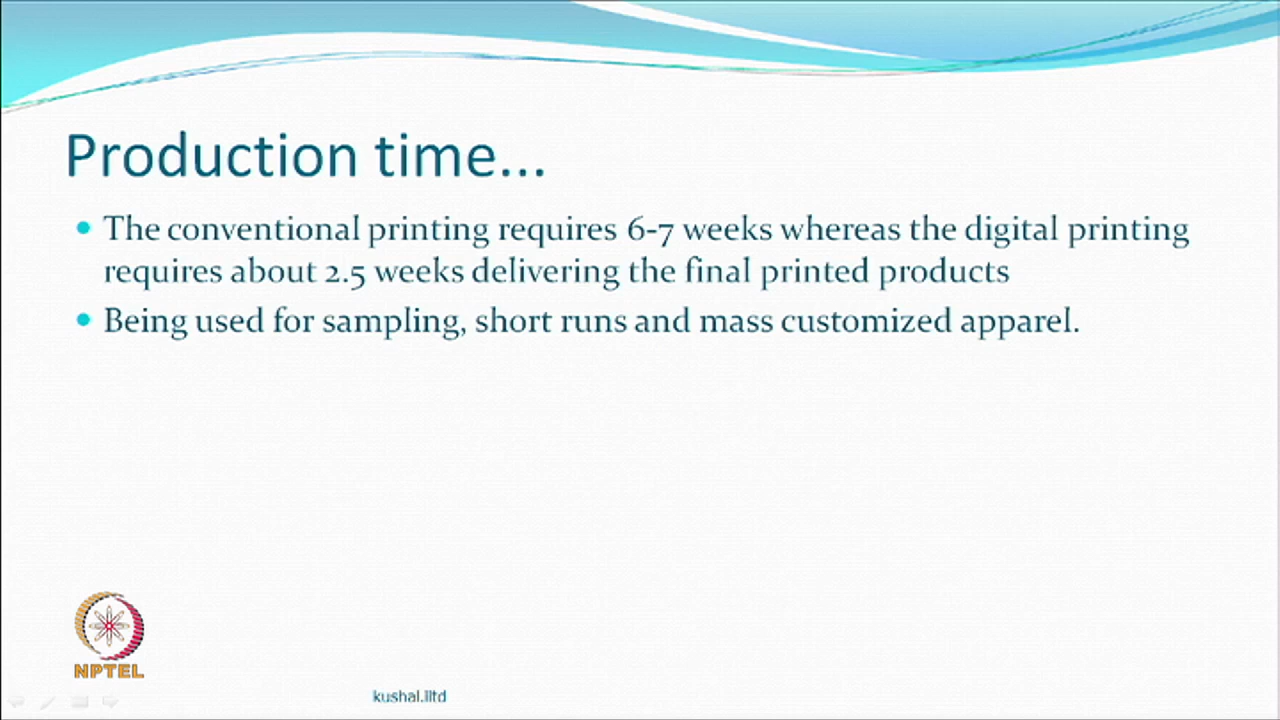 Production time...
The conventional printing requires 6-7 weeks whereas the digital printing
requires about 2.5 weeks delivering the final printed products
Being used for sampling, short runs and mass customized apparel.
NPTEL
kushal.iitd